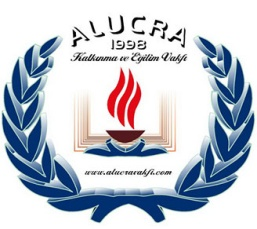 ALUCRA
1998
Kalkınma ve Eğitim Vakfı
www.alucravakfi.com